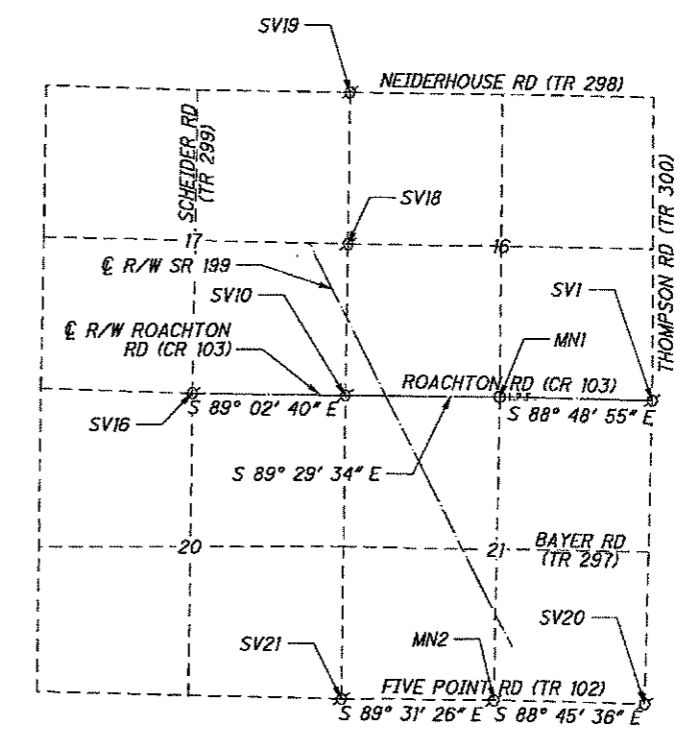 SV19
NEIDERHOUSE RD (TR 298)
SCHEIDER RD
(TR 299)
THOMPSON RD (TR 300)
SV18
17
16
℄ R/W SR 199
SV10
SV1
℄ R/W ROACHTON
RD (CR 103)
MN1
ROACHTON RD (CR 103)
I.P.F.
S 89° 02' 40" E
S 88° 48' 55" E
SV16
S 89° 29' 34" E
20
21
BAYER RD
(TR 297)
SV21
MN2
SV20
FIVE POINT RD (TR 102)
S 89° 31' 26" E
S 88° 45' 36" E